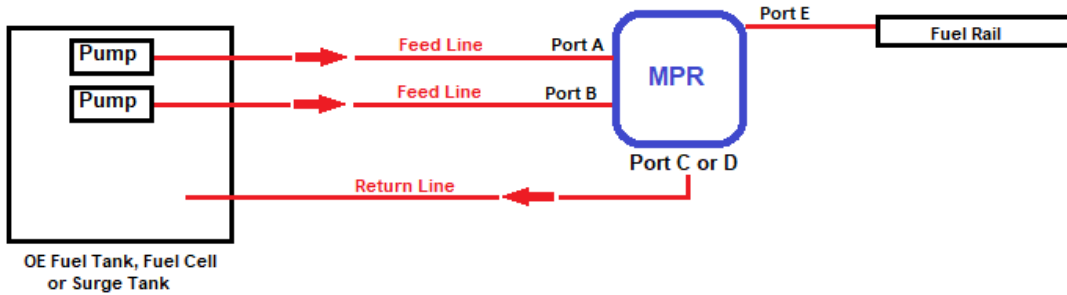 Port E
Fuel Rail
Pump
Feed Line
Port A
MPR
Pump
Feed Line
Port B
Port C or D
Return Line
OE Fuel Tank, Fuel Cell
or Surge Tank